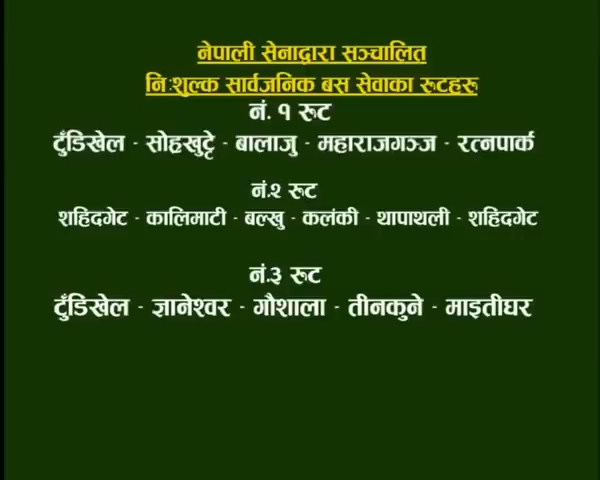 नेपाली सेनाद्वारा सञ्चालित
नि:शुल्क सार्वजनिक बस सेवाका रुटहरु
नं. १ रुट
टुँडिखेल - सोह्रखुट्टे - बालाजु - महाराजगञ्ज - रत्नपार्क
नं.२ रुट
शहिदगेट - कालिमाटी - बल्खु - कलंकी - थापाथली - शहिदगेट
नं.३ रुट
टुँडिखेल - ज्ञानेश्वर - गौशाला - तीनकुने - माइतीघर